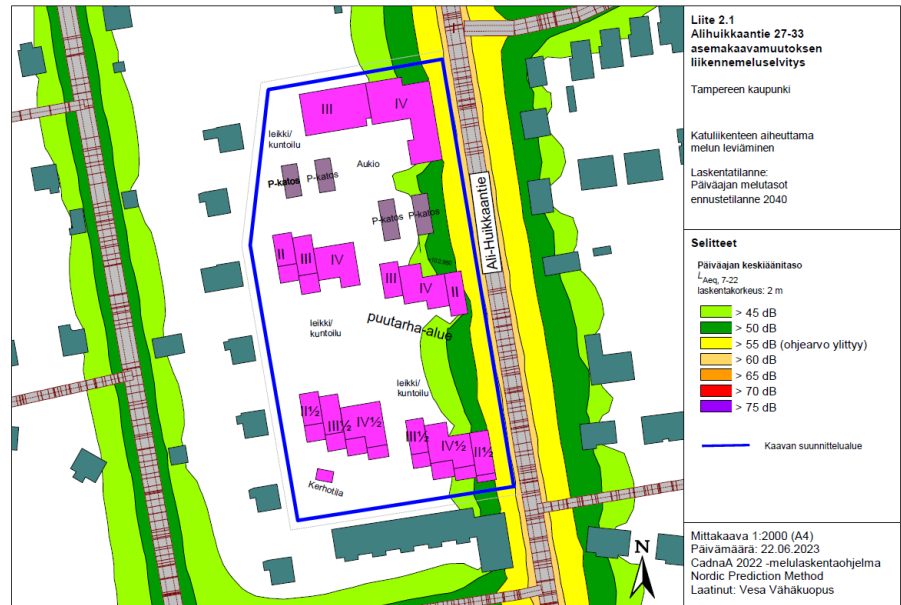 III
IV
leikki/
kuntoilu
Aukio
P-katos
P-katos
P-katos
P-katos
Ali-Huikkaantie
II
III
IV
III
IV
II
puutarha-alue
leikki/
kuntoilu
leikki/
kuntoilu
II½
III½
IV½
III½
IV½
II½
Kerhotila
Liite 2.1
Alihuikkaantie 27-33
asemakaavamuutoksen
liikennemeluselvitys
Tampereen kaupunki
Katuliikenteen aiheuttama
melun leviäminen
Laskentatilanne:
Päiväajan melutasot
ennustetilanne 2040
Selitteet
Päiväajan keskiäänitaso
LAeq, 7-22
laskentakorkeus: 2 m
> 45 dB
> 50 dB
> 55 dB (ohjearvo ylittyy)
> 60 dB
> 65 dB
> 70 dB
> 75 dB
Kaavan suunnittelualue
N
Mittakaava 1:2000 (A4)
Päivämäärä: 22.06.2023
CadnaA 2022 -melulaskentaohjelma
Nordic Prediction Method
Laatinut: Vesa Vähäkuopus